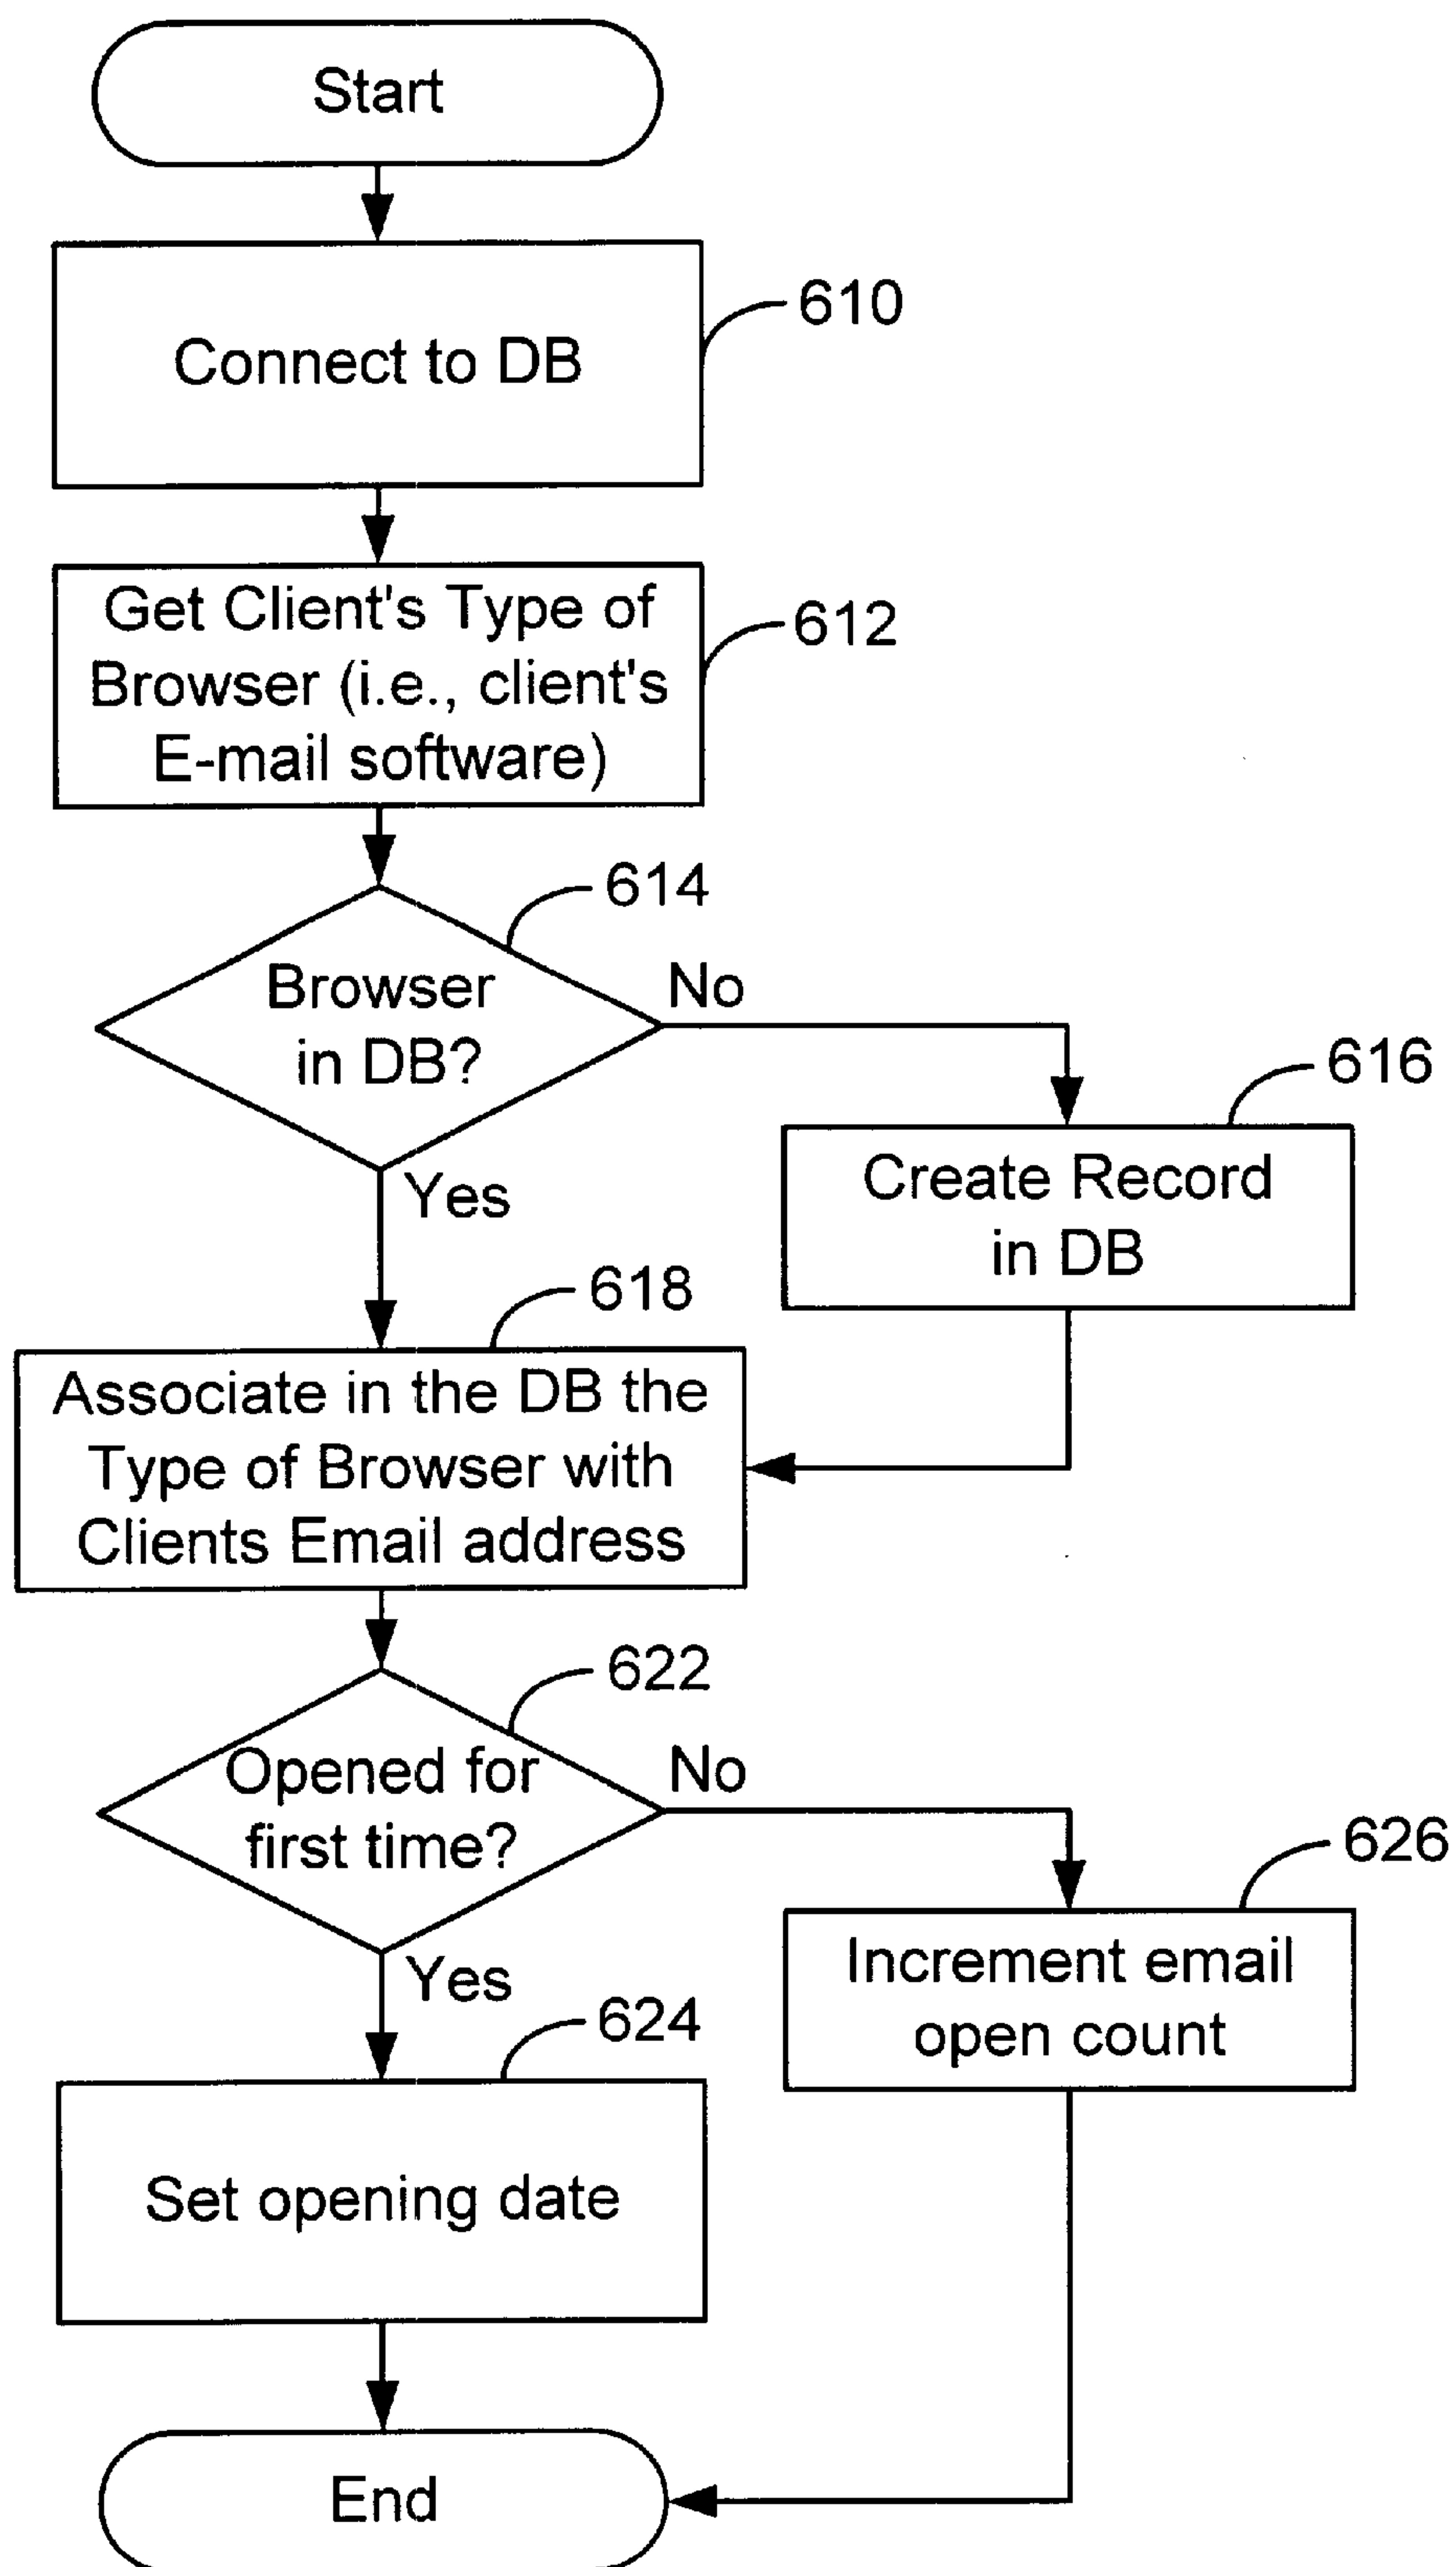 Start
Connect to DB
610
Get Client's Type of
Browser (i.e., client's
E-mail software)
612
614
Browser
in DB?
No
Yes
616
Create Record
in DB
618
Associate in the DB the
Type of Browser with
Clients Email address
622
Opened for
first time?
No
Yes
626
Increment email
open count
624
Set opening date
End